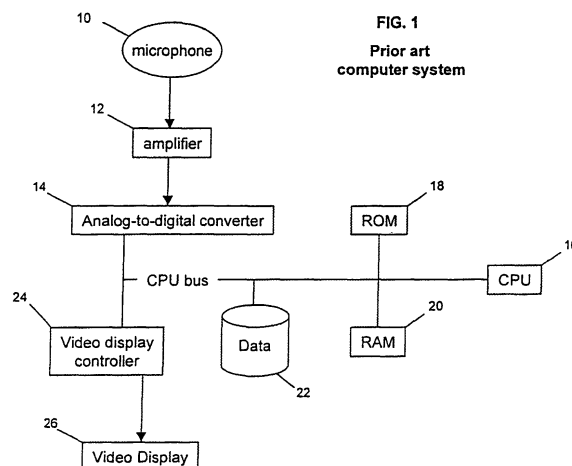 FIG. 1
Prior art
computer system
10
microphone
12
amplifier
14
Analog-to-digital converter
18
ROM
CPU bus
CPU
24
Video display
controller
Data
22
20
RAM
26
Video Display